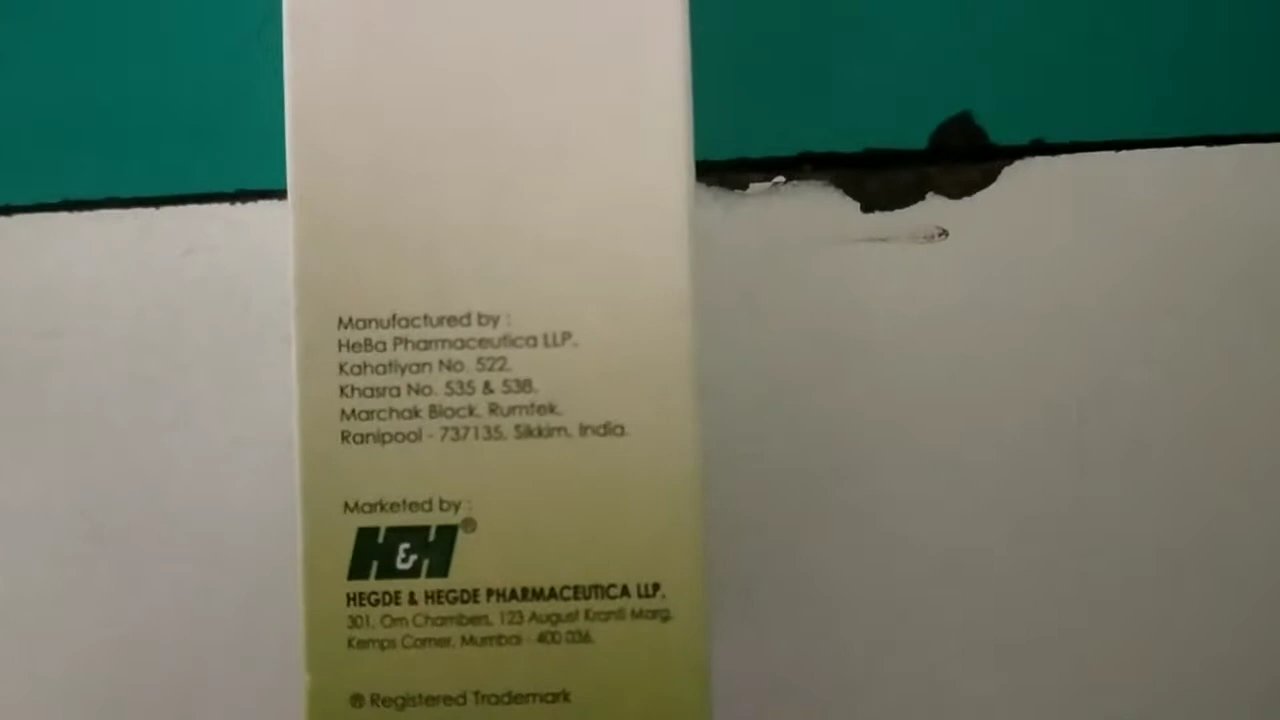 Manufactured by :
HeBa Pharmaceutica LLP.
Kahatiyan No. 522,
Khasra No. 535 & 538,
Marchak Block, Rumtek,
Ranipool - 737135, Sikkim, India.
Marketed by :
H&H®
HEGDE & HEGDE PHARMACEUTICA LLP.
301, Om Chambers, 123 August Kranti Marg,
Kemps Corner, Mumbai - 400 036.
® Registered Trademark